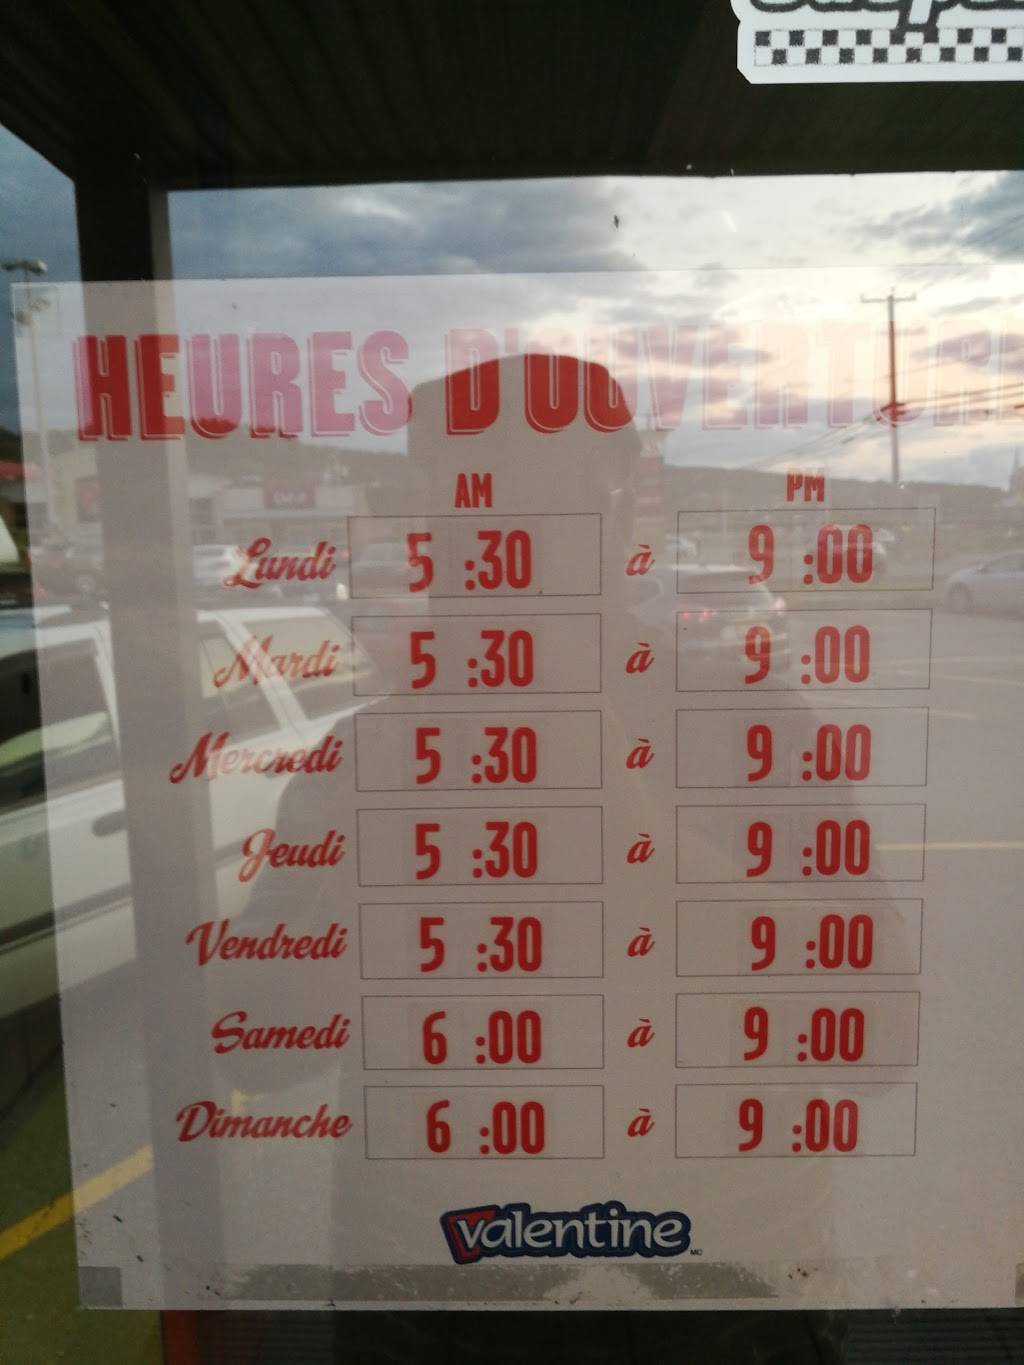 HEURES D'OUVERTURE
AM PM
Lundi 5 :30 à 9 :00
Mardi 5 :30 à 9 :00
Mercredi 5 :30 à 9 :00
Jeudi 5 :30 à 9 :00
Vendredi 5 :30 à 9 :00
Samedi 6 :00 à 9 :00
Dimanche 6 :00 à 9 :00
valentine MC